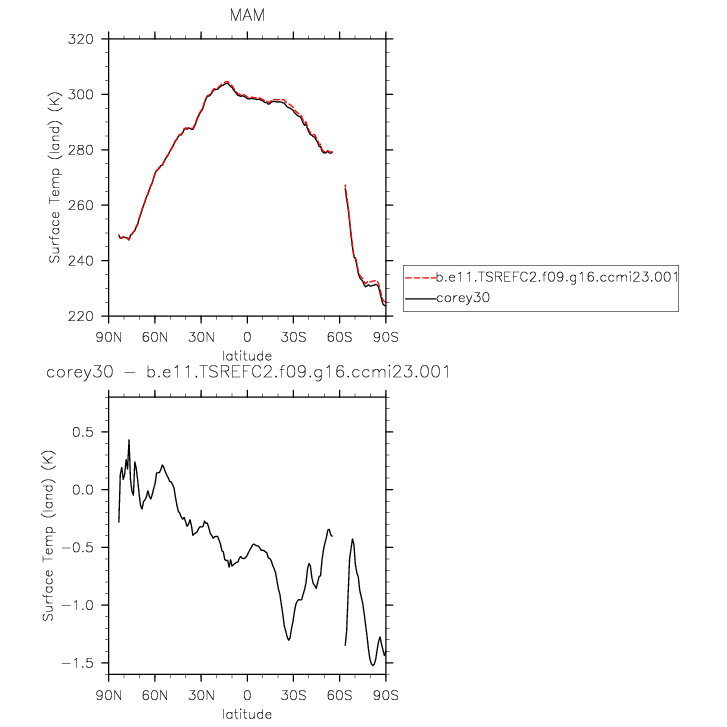 MAM
320
300
280
260
240
220
Surface Temp (land) (K)
90N 60N 30N 0 30S 60S 90S
latitude
b.e11.TSREFC2.f09.g16.ccmi23.001
corey30
corey30 − b.e11.TSREFC2.f09.g16.ccmi23.001
0.5
0.0
−0.5
−1.0
−1.5
Surface Temp (land) (K)
90N 60N 30N 0 30S 60S 90S
latitude